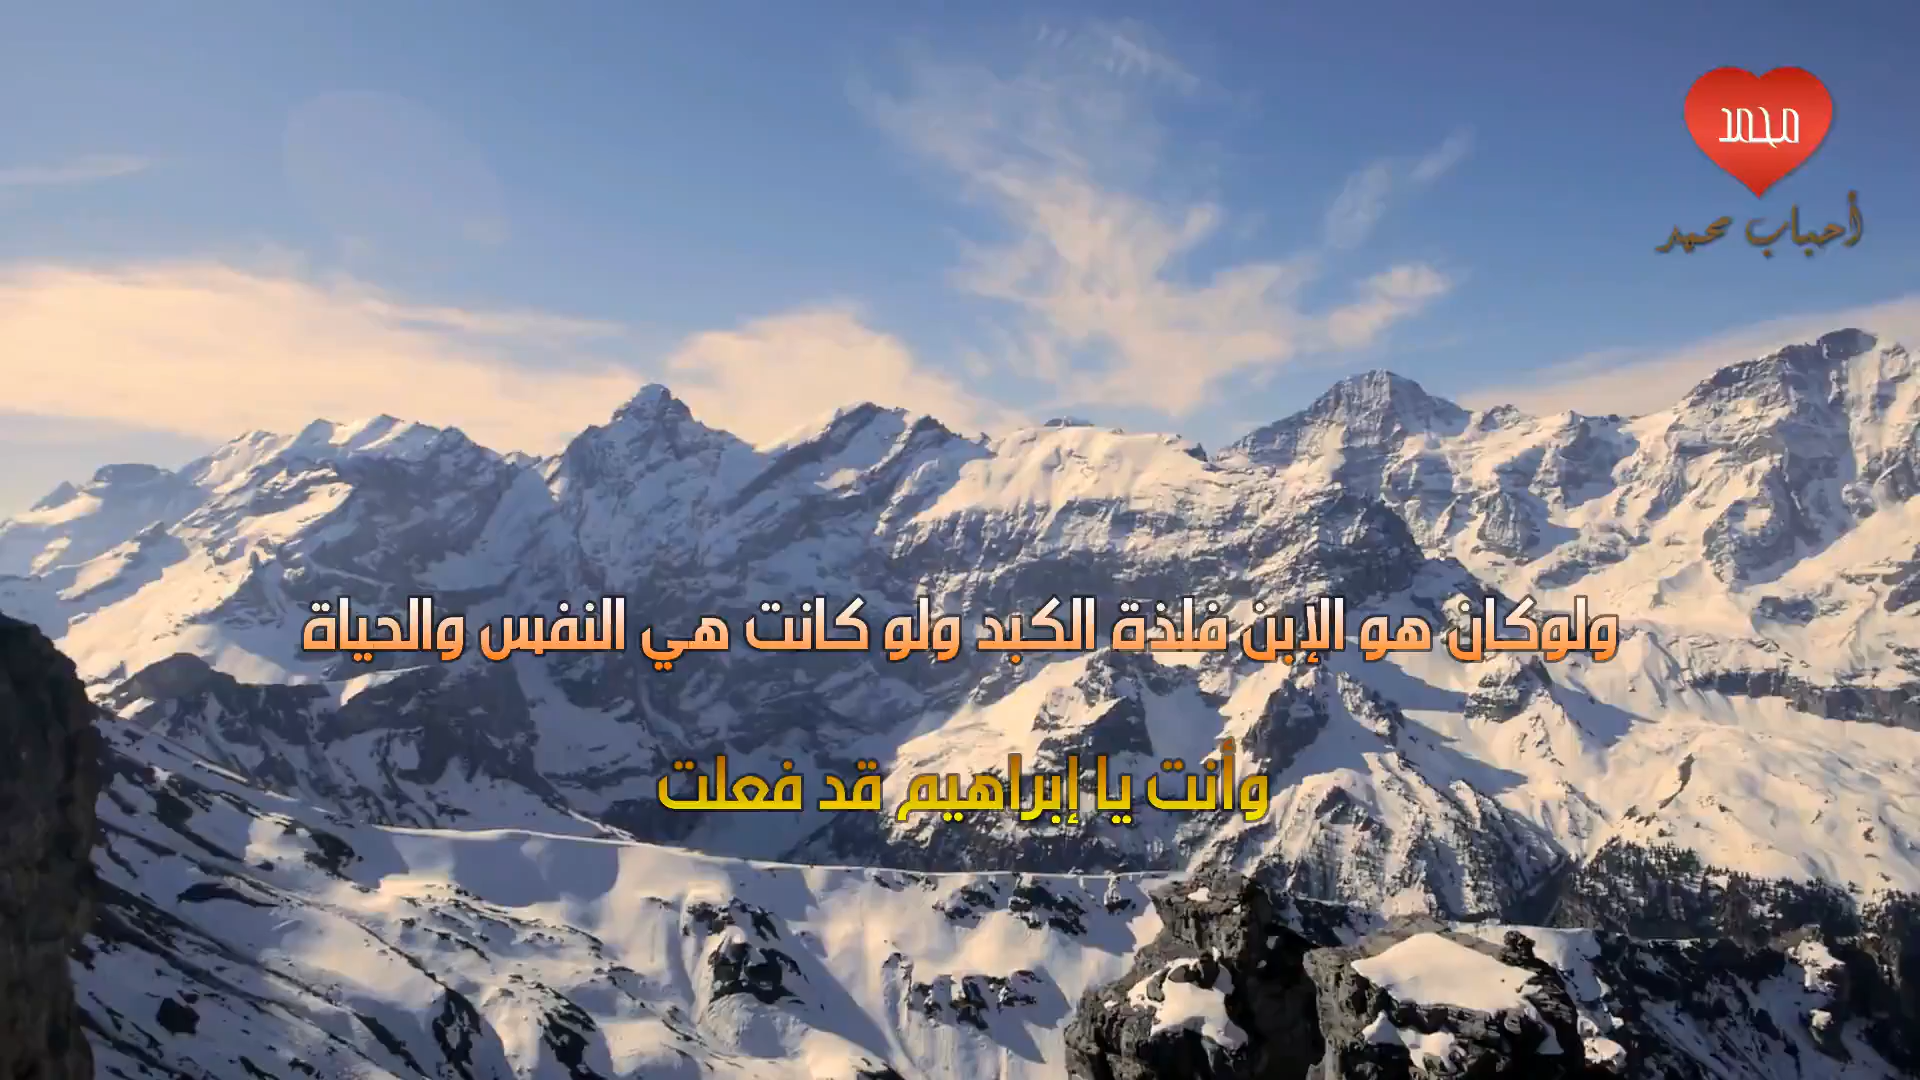 محمد
أحباب محمد
ولوكان هو الإبن فلذة الكبد ولو كانت هي النفس والحياة
وأنت يا إبراهيم قد فعلت